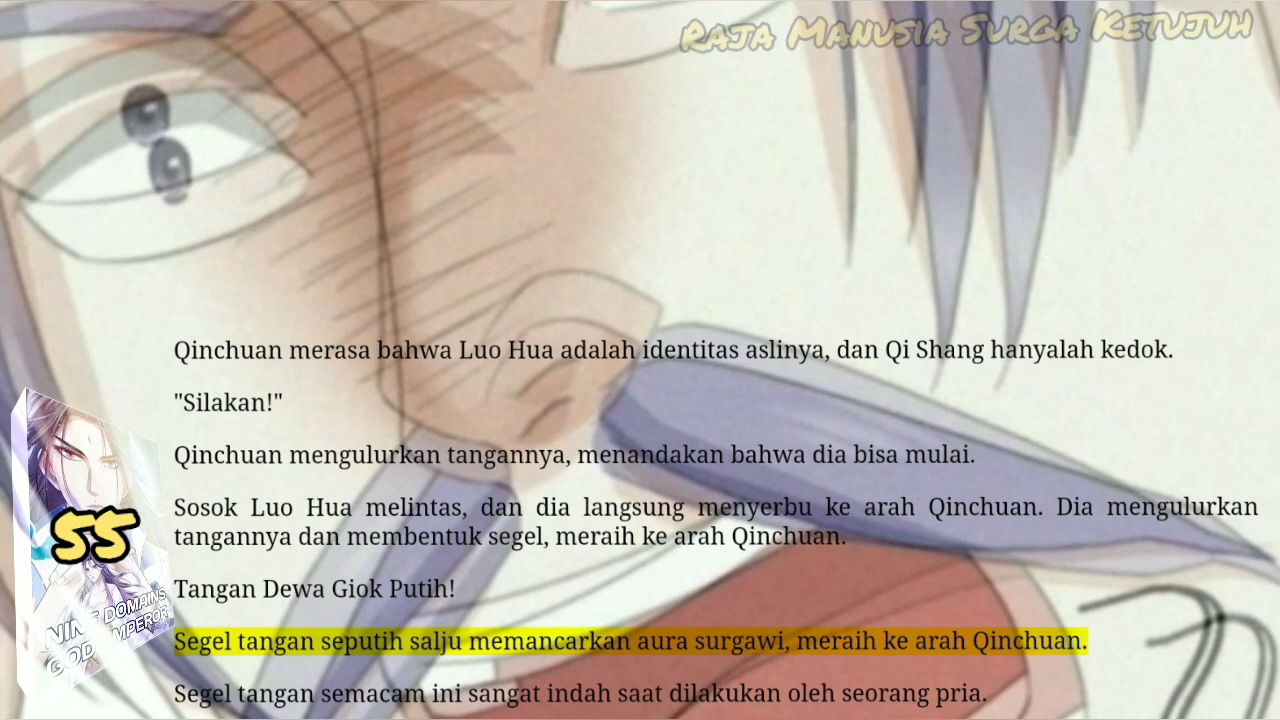 Raja Manusia Surga Ketujuh
Qinchuan merasa bahwa Luo Hua adalah identitas aslinya, dan Qi Shang hanyalah kedok.
"Silakan!"
Qinchuan mengulurkan tangannya, menandakan bahwa dia bisa mulai.
Sosok Luo Hua melintas, dan dia langsung menyerbu ke arah Qinchuan. Dia mengulurkan
tangannya dan membentuk segel, meraih ke arah Qinchuan.
Tangan Dewa Giok Putih!
Segel tangan seputih salju memancarkan aura surgawi, meraih ke arah Qinchuan.
Segel tangan semacam ini sangat indah saat dilakukan oleh seorang pria.
SS
NINE DOMAINS
GOD EMPEROR